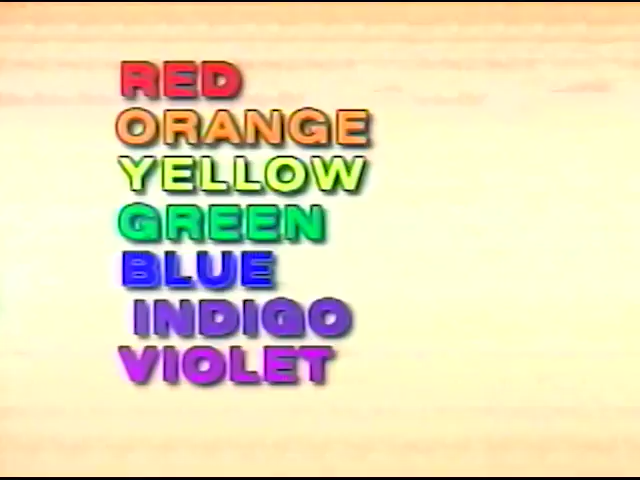 RED
ORANGE
YELLOW
GREEN
BLUE
INDIGO
VIOLET